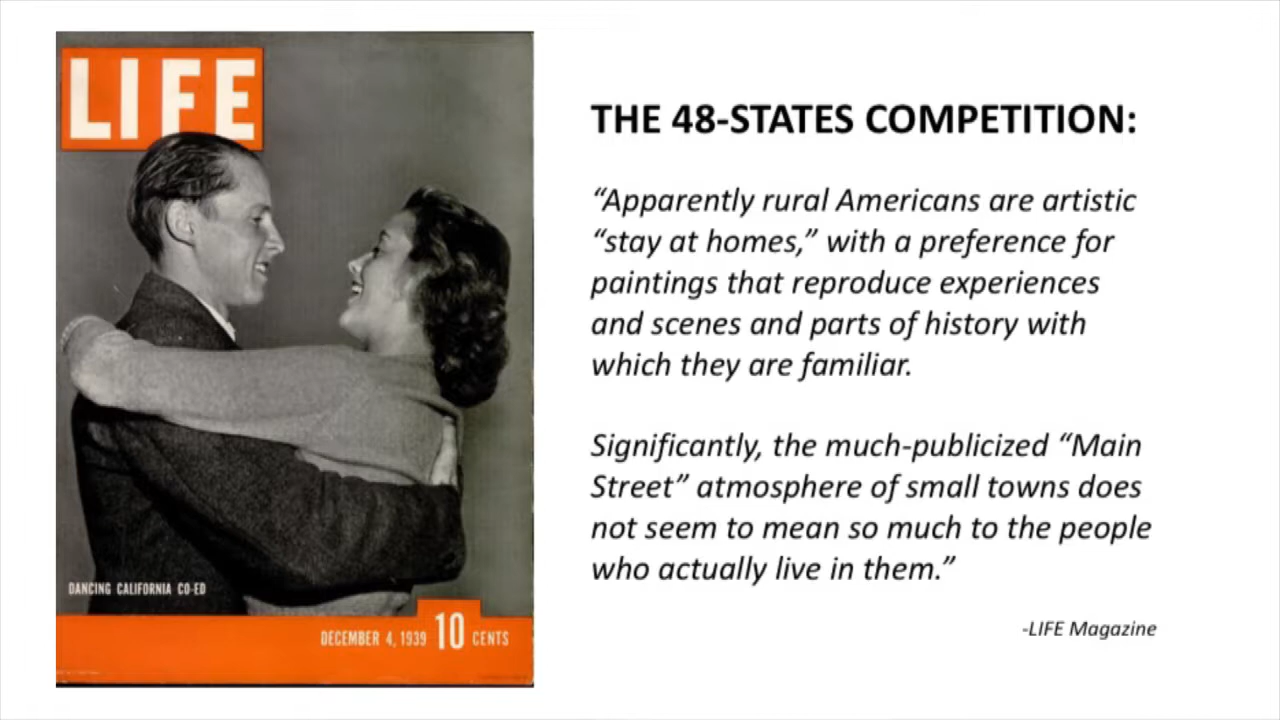 LIFE
DANCING CALIFORNIA CO-ED
DECEMBER 4, 1939 10 CENTS
THE 48-STATES COMPETITION:
“Apparently rural Americans are artistic
“stay at homes,” with a preference for
paintings that reproduce experiences
and scenes and parts of history with
which they are familiar.
Significantly, the much-publicized “Main
Street” atmosphere of small towns does
not seem to mean so much to the people
who actually live in them.”
-LIFE Magazine